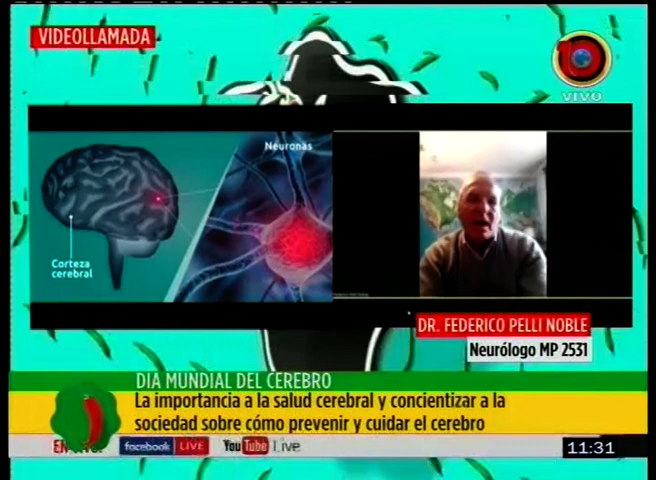 VIDEOLLAMADA
10
VIVO
Neuronas
Corteza
cerebral
DR. FEDERICO PELLI NOBLE
Neurólogo MP 2531
DIA MUNDIAL DEL CEREBRO
La importancia a la salud cerebral y concientizar a la
sociedad sobre cómo prevenir y cuidar el cerebro
facebook LIVE YouTube Live
11:31